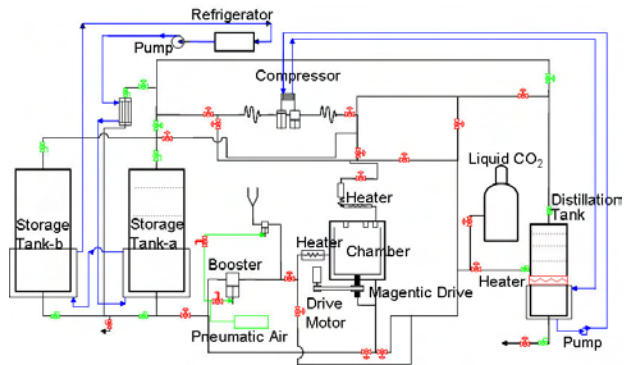 Refrigerator
Pump
Compressor
Liquid CO2
Heater
Distillation
Tank
Storage
Tank-b
Storage
Tank-a
Heater
Chamber
Booster
Heater
Drive
Motor
Magentic Drive
Pneumatic Air
Pump